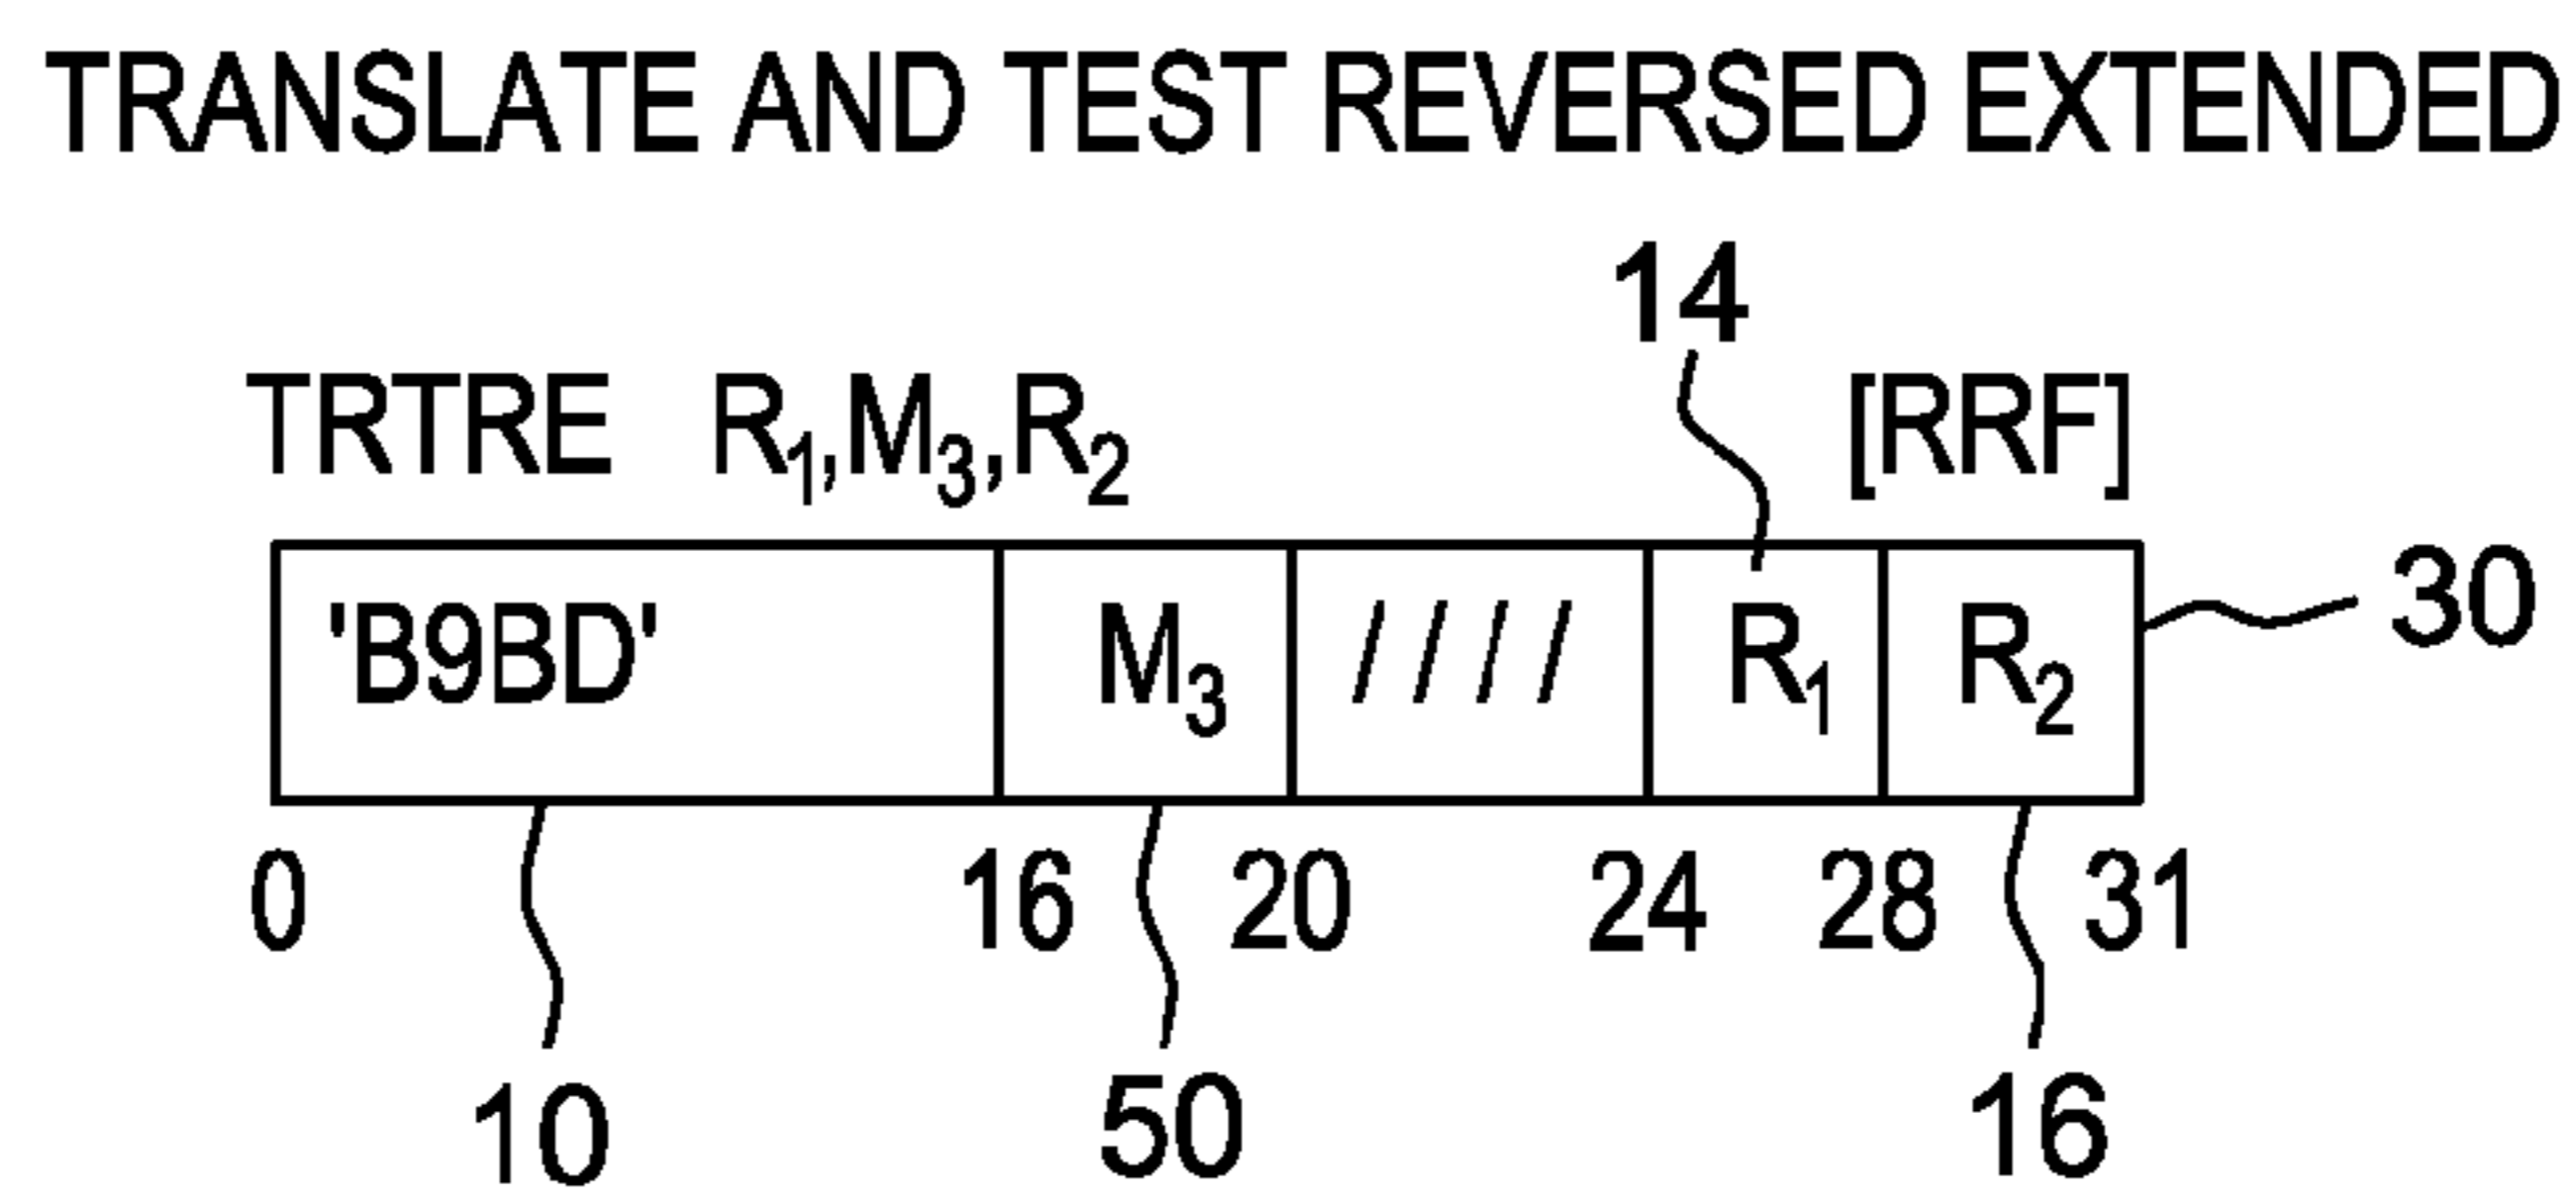 TRANSLATE AND TEST REVERSED EXTENDED
14
TRTRE R1,M3,R2 [RRF]
'B9BD' M3 //// R1 R2 30
0 16 20 24 28 31
10 50 16